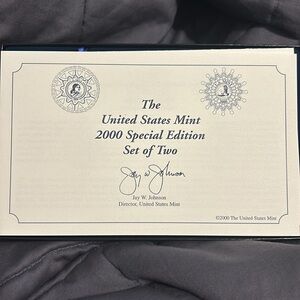 The
United States Mint
2000 Special Edition
Set of Two
Jay W. Johnson
Jay W. Johnson
Director, United States Mint
©2000 The United States Mint